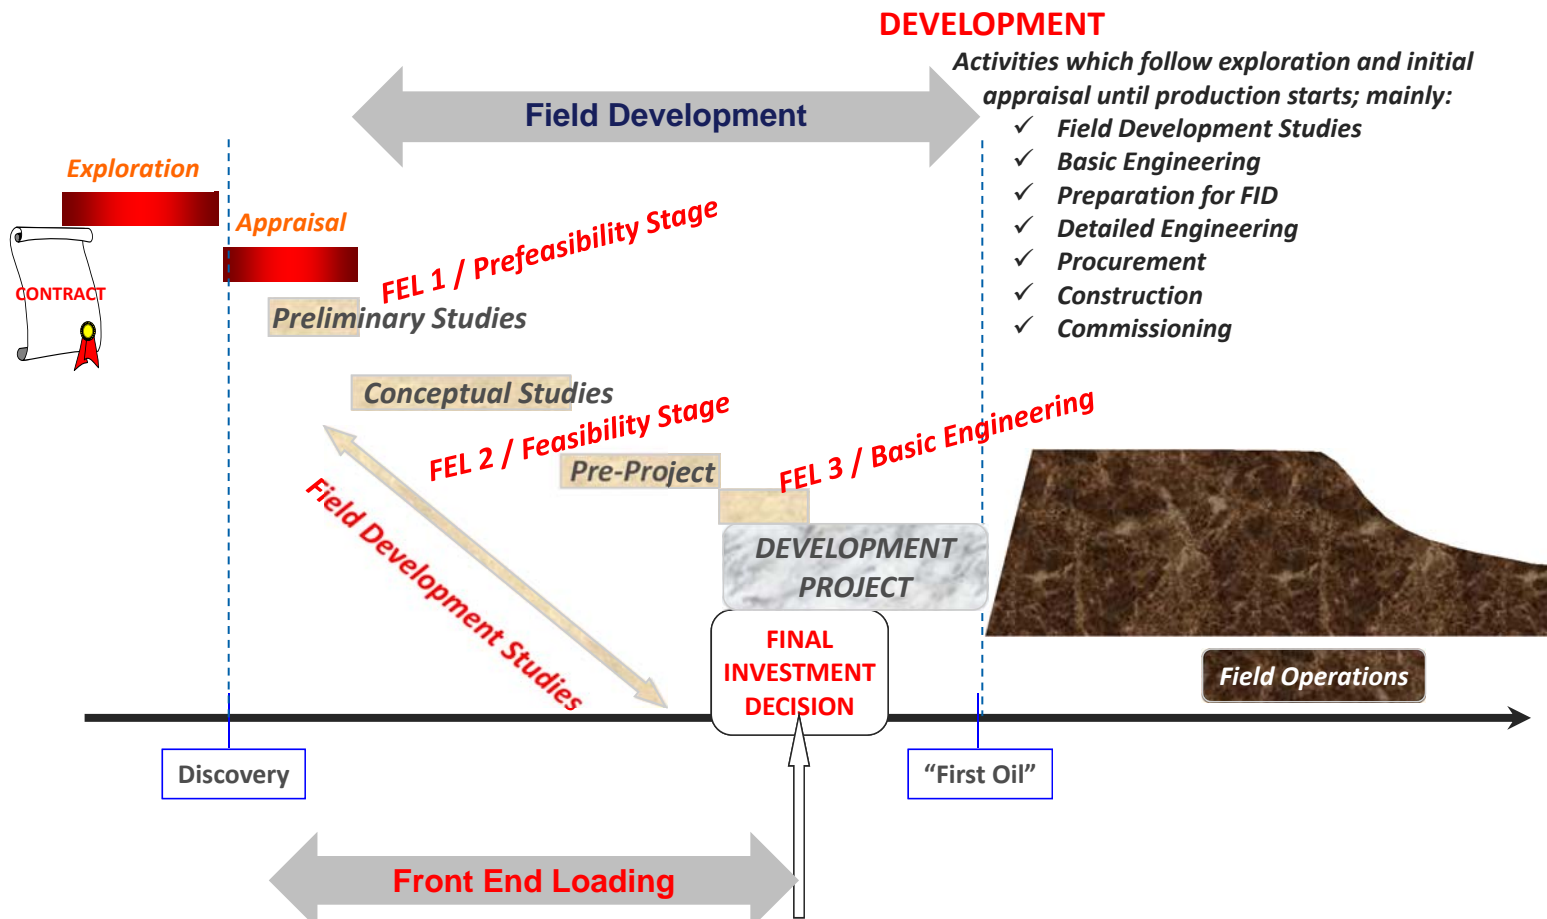 DEVELOPMENT
Activities which follow exploration and initial
appraisal until production starts; mainly:
✓ Field Development Studies
✓ Basic Engineering
✓ Preparation for FID
✓ Detailed Engineering
✓ Procurement
✓ Construction
✓ Commissioning
Field Development
Exploration
Appraisal
CONTRACT
FEL 1 / Prefeasibility Stage
Preliminary Studies
Conceptual Studies
FEL 2 / Feasibility Stage
Pre-Project
FEL 3 / Basic Engineering
Field Development Studies
DEVELOPMENT
PROJECT
FINAL
INVESTMENT
DECISION
Field Operations
Discovery
“First Oil”
Front End Loading